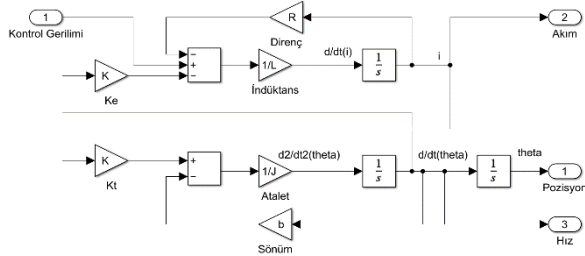 1
Kontrol Gerilimi
R
Direnç
2
Akım
d/dt(i)
i
−
+
−
1/L
İndüktans
1
s
K
Ke
K
Kt
+
−
1/J
Atalet
d2/dt2(theta)
1
s
d/dt(theta)
1
s
theta
1
Pozisyon
b
Sönüm
3
Hız